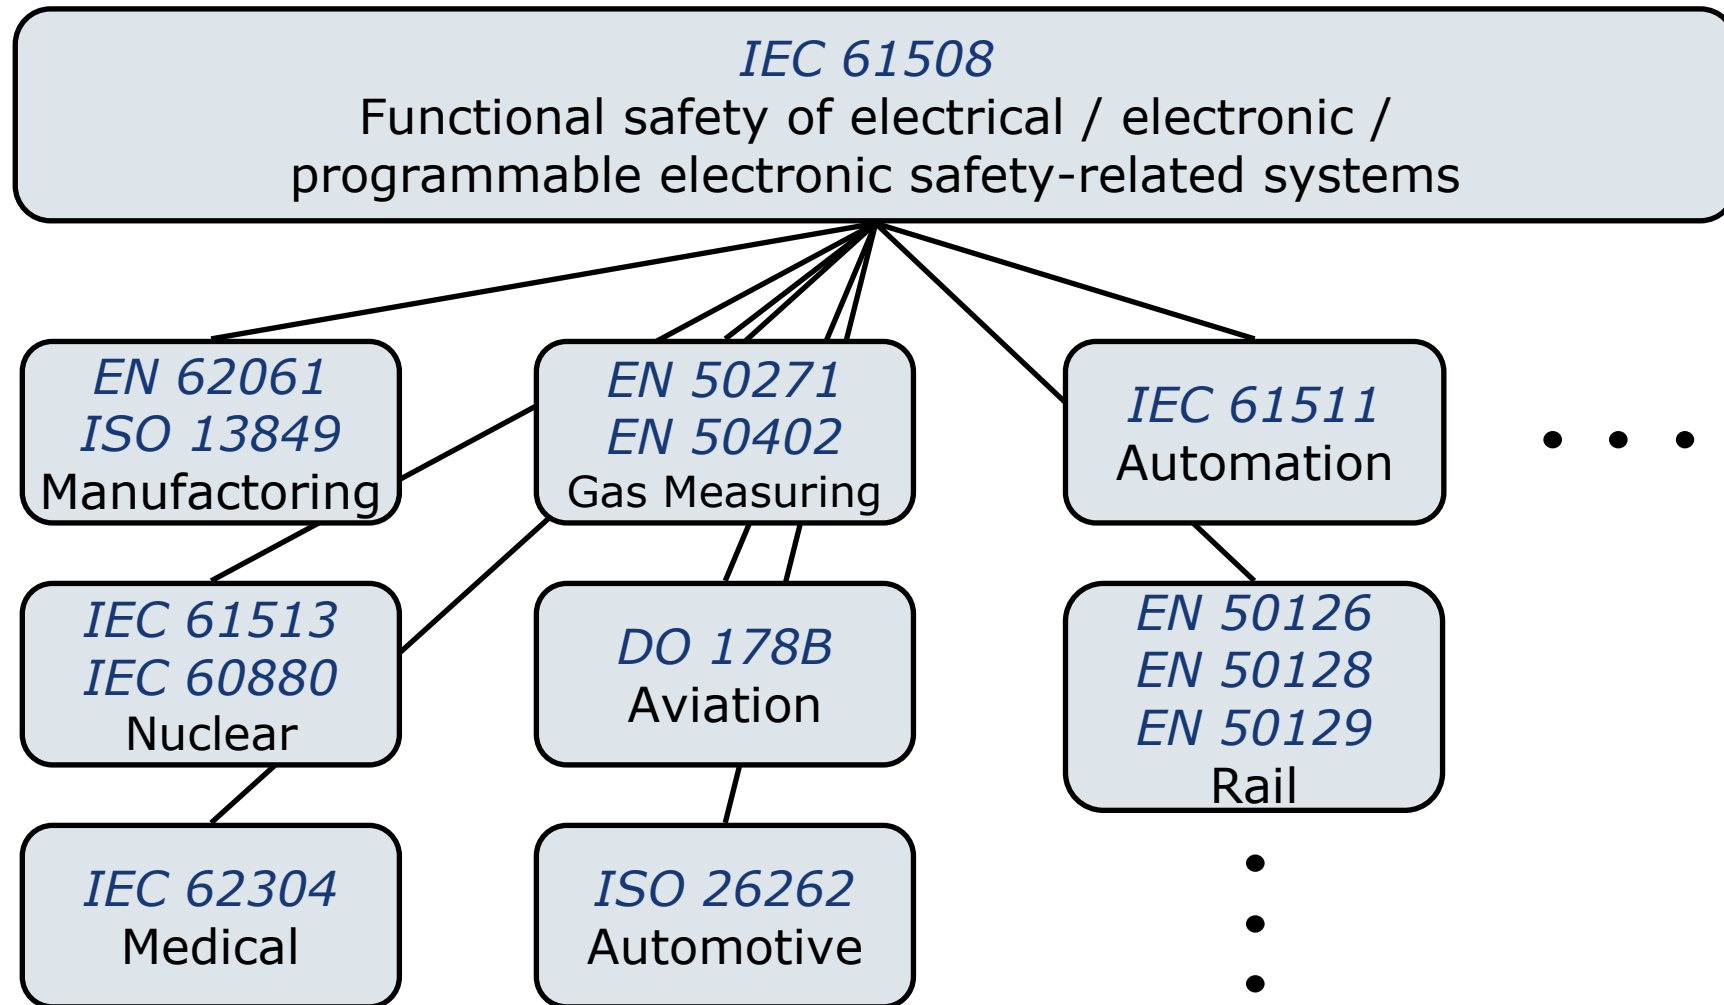 IEC 61508
Functional safety of electrical / electronic /
programmable electronic safety-related systems
EN 62061
ISO 13849
Manufactoring
EN 50271
EN 50402
Gas Measuring
IEC 61511
Automation
IEC 61513
IEC 60880
Nuclear
DO 178B
Aviation
EN 50126
EN 50128
EN 50129
Rail
IEC 62304
Medical
ISO 26262
Automotive